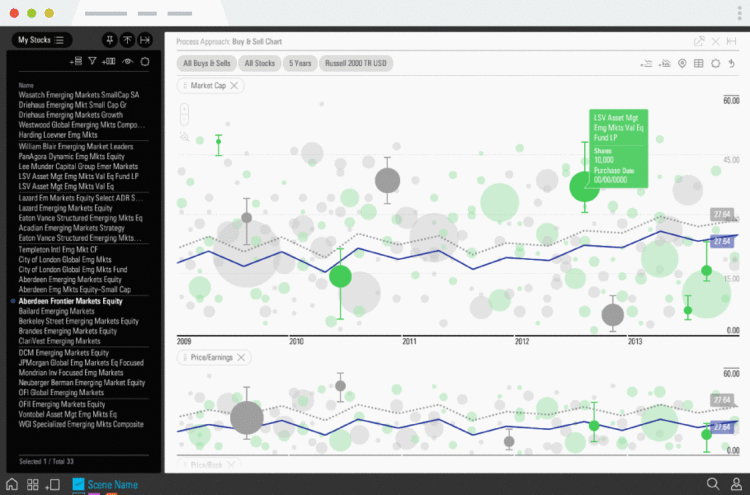 My Stocks
Name
Wasatch Emerging Markets SmallCap SA
Driehaus Emerging Mkt Small Cap Gr
Driehaus Emerging Markets Growth
Westwood Global Emerging Mkts Compo...
Harding Loevner Emg Mkts
William Blair Emerging Market Leaders
PanAgora Dynamic Emg Mkts Equity
Lee Munder Capital Group Emer Markets
LSV Asset Mgt Emg Mkts Val Eq Fund LP
LSV Asset Mgt Emg Mkts Val Eq
Lazard Em Markets Equity Select ADR S...
Lazard Emerging Markets Equity
Eaton Vance Structured Emerging Mkts Eq
Acadian Emerging Markets Strategy
Eaton Vance Structured Emerging Mkts...
Templeton Intl Emg Mkt CF
City of London Global Emg Mkts
City of London Global Emg Mkts Fund
Aberdeen Emerging Markets Equity
Aberdeen Emg Mkts Equity-Small Cap
Aberdeen Frontier Markets Equity
Bailard Emerging Markets
Berkeley Street Emerging Markets Equity
Brandes Emerging Markets Equity
ClariVest Emerging Markets
DCM Emerging Markets Equity
JPMorgan Global Emg Markets Eq Focused
Mondrian Inv Focused Emg Markets
Neuberger Berman Emerging Market Equity
OFI Global Emerging Markets
OFII Emerging Markets Equity
Vontobel Asset Mgt Emg Mkts Eq
WGI Specialized Emerging Mkts Composite
Selected 1 / Total 33
Process Approach: Buy & Sell Chart
All Buys & Sells
All Stocks
5 Years
Russell 2000 TR USD
Market Cap
60.00
LSV Asset Mgt
Emg Mkts Val Eq
Fund LP
Shares
10,000
Purchase Date
00/00/0000
45.00
27.64
27.64
15.00
0.00
2009
2010
2011
2012
2013
Price/Earnings
60.00
27.64
27.64
0.00
Price/Book
Scene Name